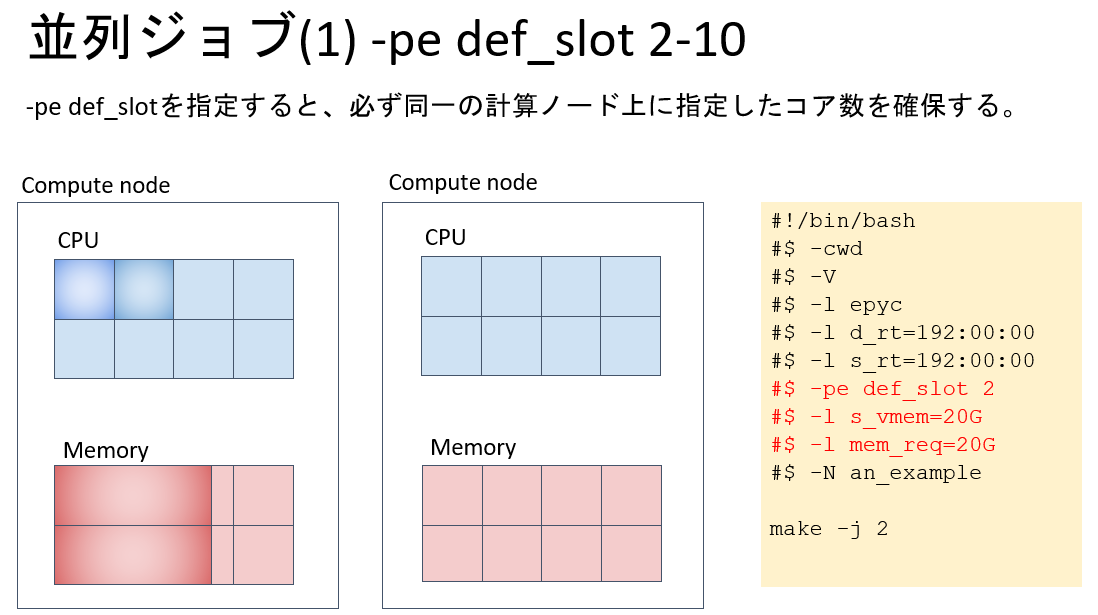 並列ジョブ(1) -pe def_slot 2-10
-pe def_slotを指定すると、必ず同一の計算ノード上に指定したコア数を確保する。
Compute node
CPU
Memory
Compute node
CPU
Memory
#!/bin/bash
#$ -cwd
#$ -V
#$ -l epyc
#$ -l d_rt=192:00:00
#$ -l s_rt=192:00:00
#$ -pe def_slot 2
#$ -l s_vmem=20G
#$ -l mem_req=20G
#$ -N an_example
make -j 2